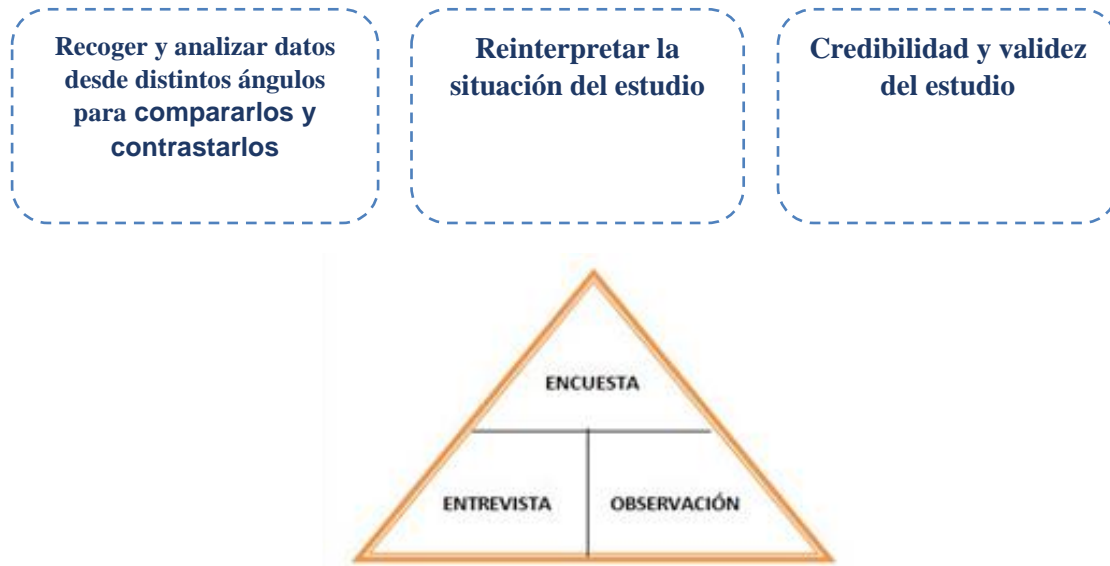 Recoger y analizar datos
desde distintos ángulos
para compararlos y
contrastarlos
Reinterpretar la
situación del estudio
Credibilidad y validez
del estudio
ENCUESTA
ENTREVISTA
OBSERVACIÓN